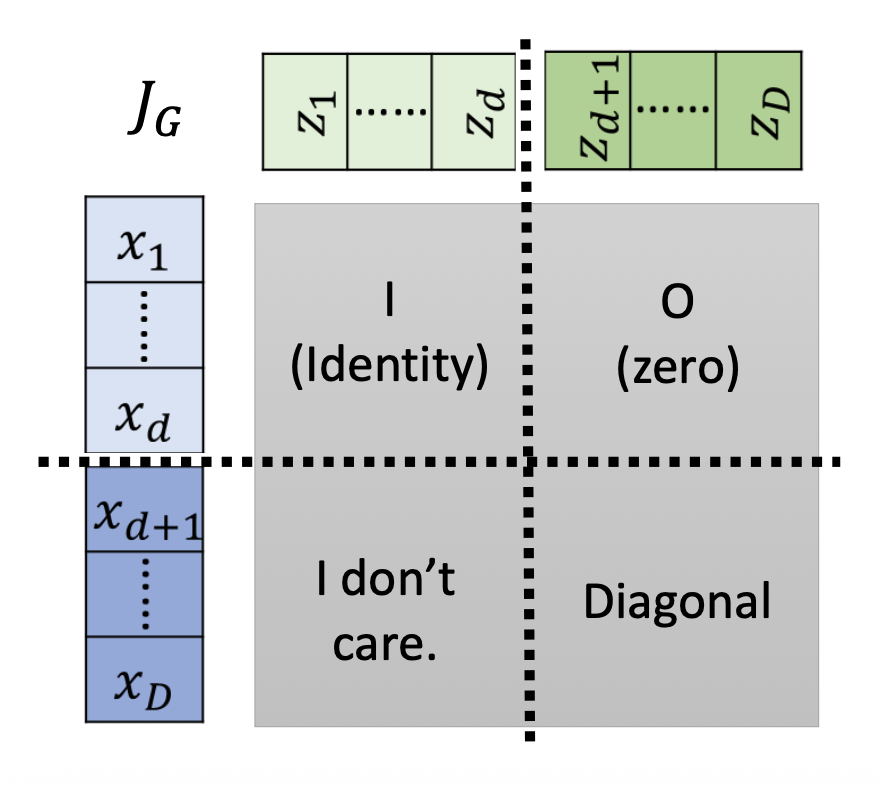 J_G
z_1 ...... z_d z_{d+1} ...... z_D
x_1
......
x_d
x_{d+1}
......
x_D
I
(Identity)
O
(zero)
I don't
care.
Diagonal